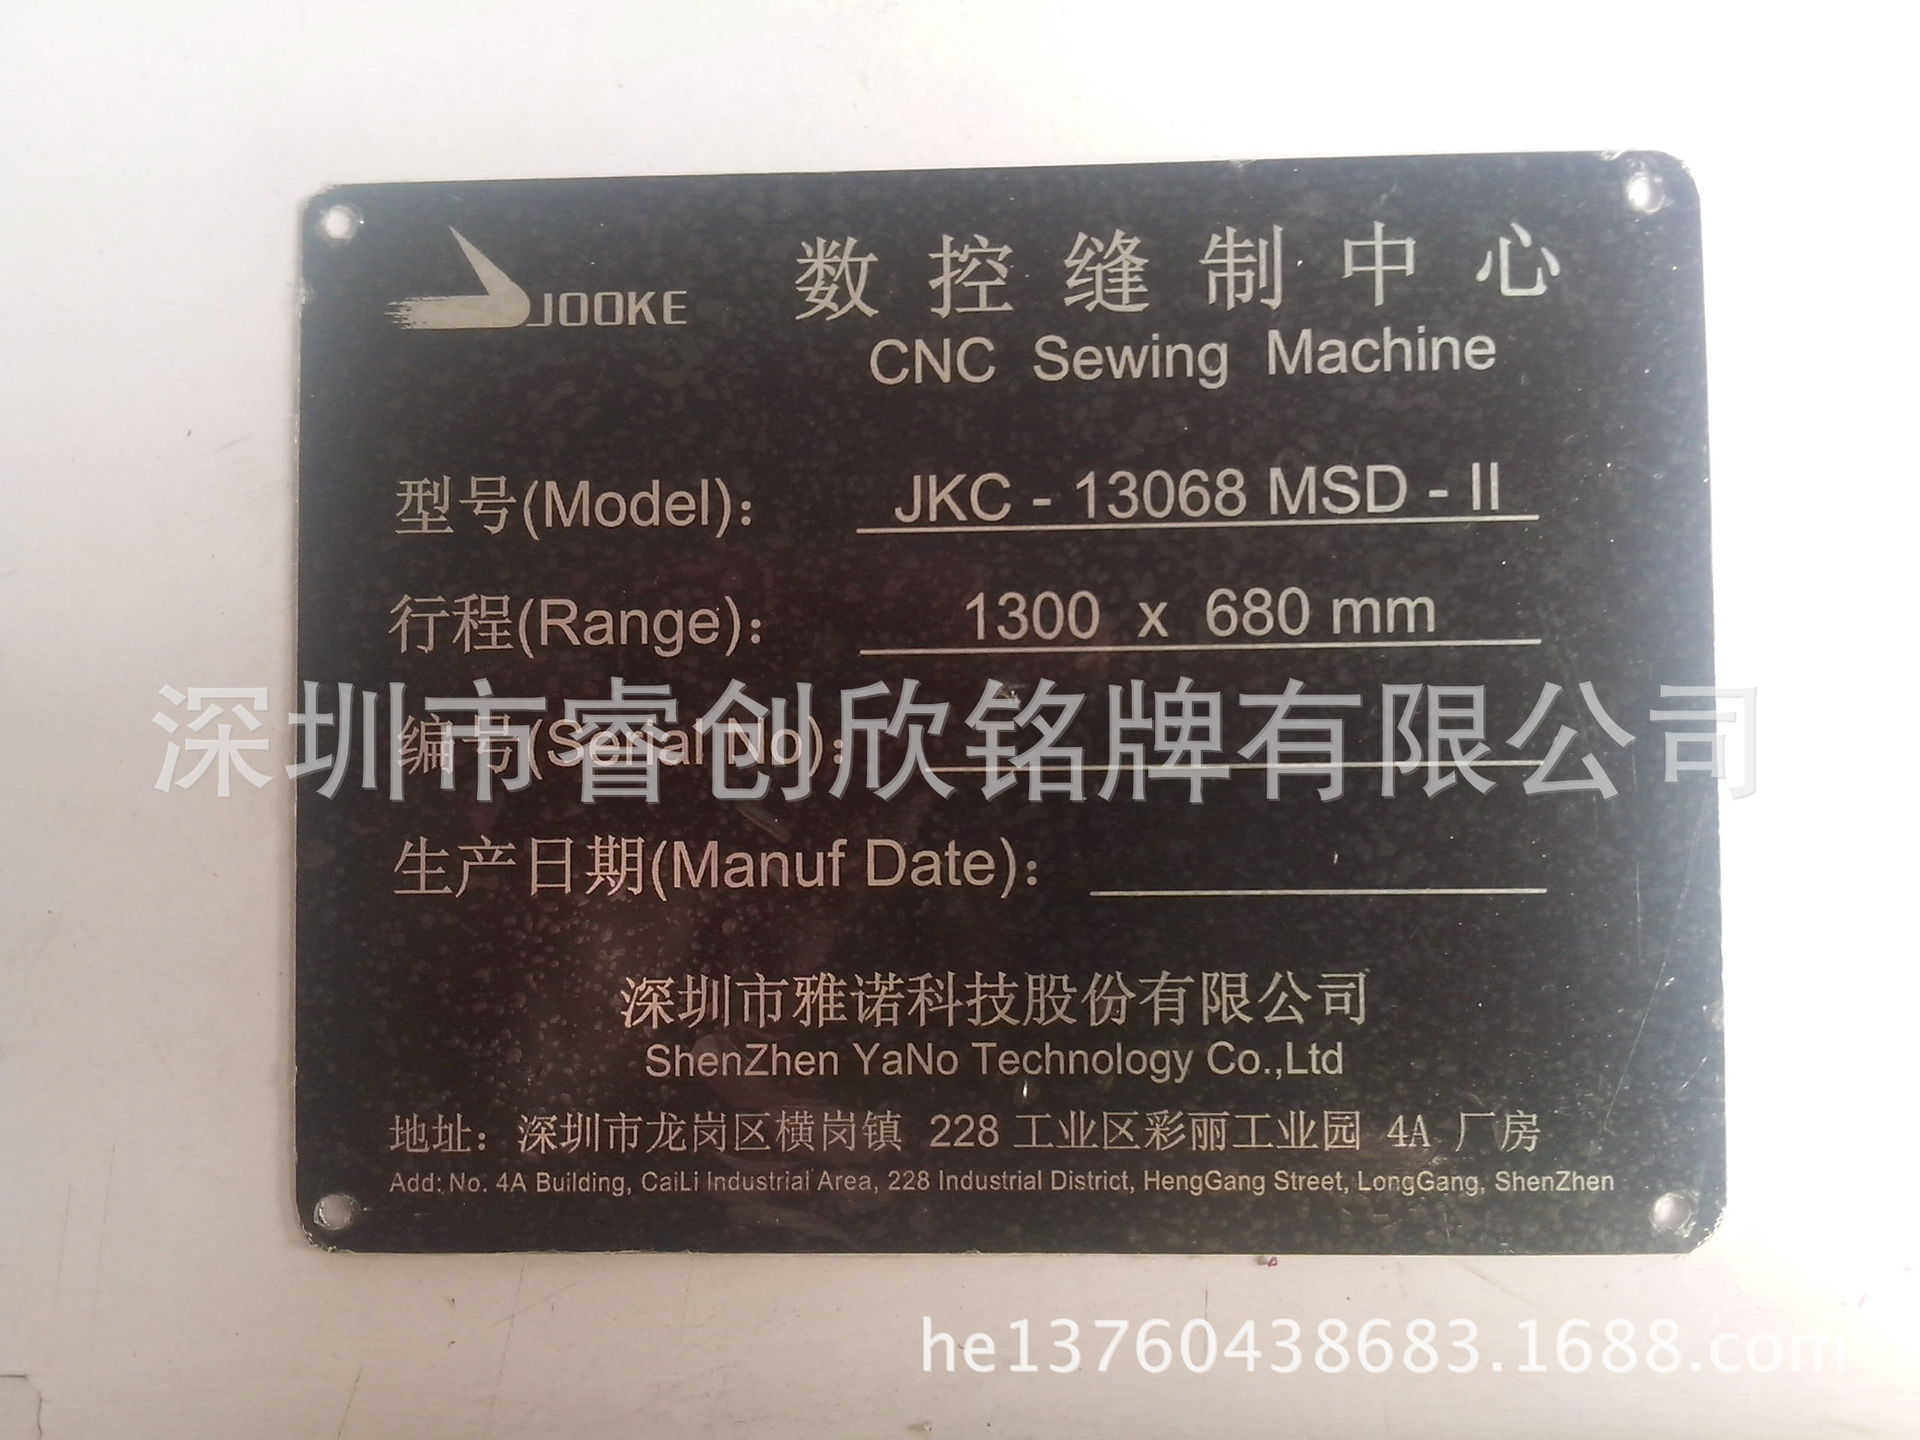 JOOKE
数控缝制中心
CNC Sewing Machine
型号(Model): JKC - 13068 MSD - II
行程(Range): 1300 x 680 mm
深圳市睿创欣铭牌有限公司
编号(Serial No):
生产日期(Manuf Date):
深圳市雅诺科技股份有限公司
ShenZhen YaNo Technology Co.,Ltd
地址：深圳市龙岗区横岗镇 228 工业区彩丽工业园 4A 厂房
Add: No. 4A Building, CaiLi Industrial Area, 228 Industrial District, HengGang Street, LongGang, ShenZhen
he13760438683.1688.com